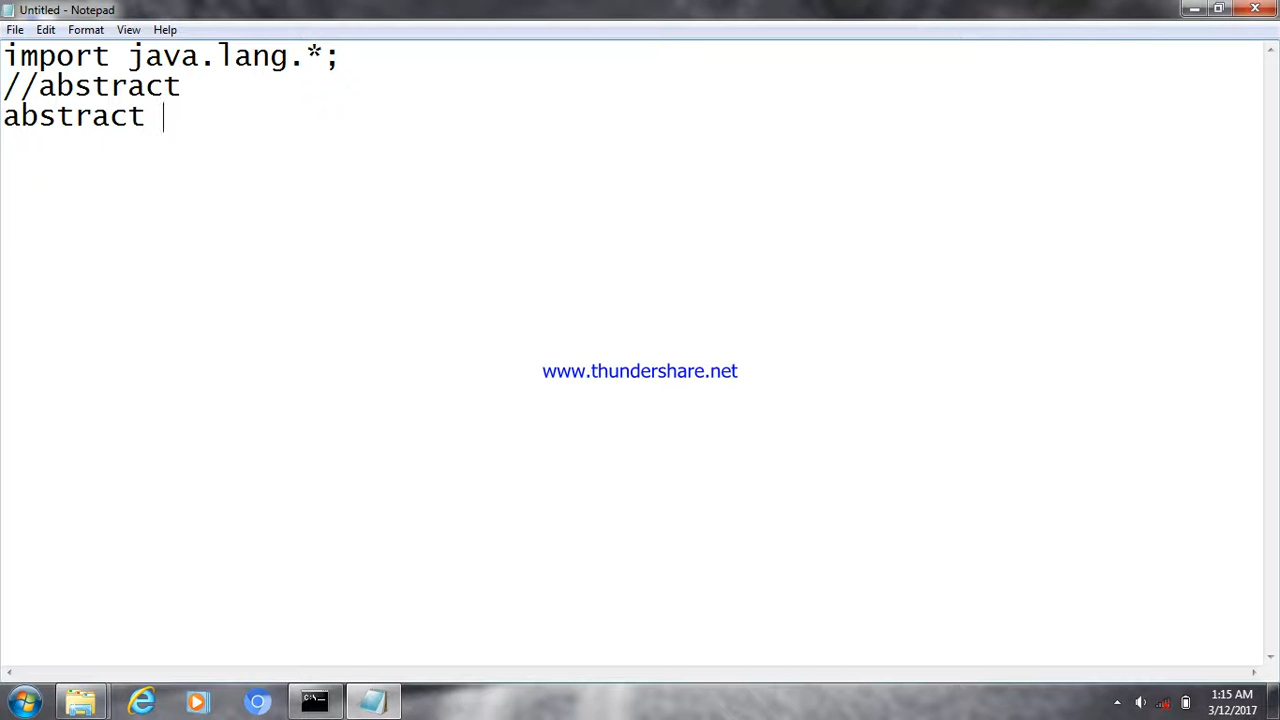 Untitled - Notepad
File Edit Format View Help
import java.lang.*;
//abstract
abstract
www.thundershare.net
C:\
1:15 AM
3/12/2017